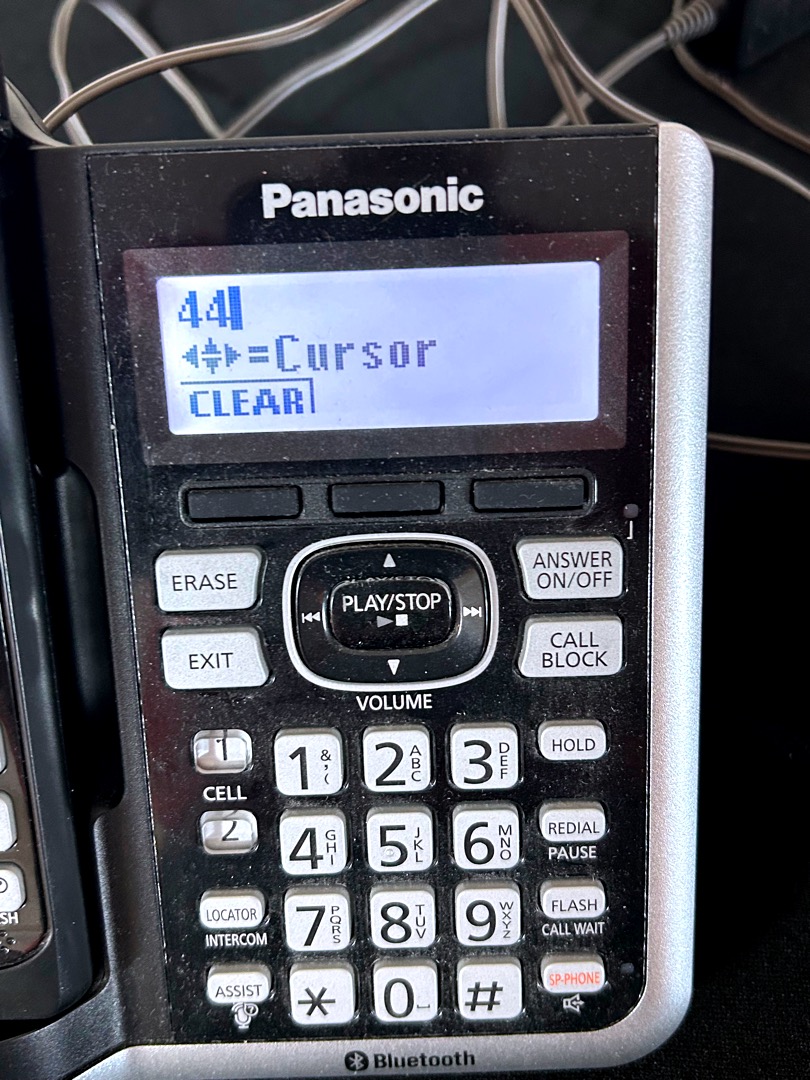 Panasonic
44
=Cursor
CLEAR
ERASE
PLAY/STOP
ANSWER ON/OFF
EXIT
CALL BLOCK
VOLUME
1
CELL
2
1 & ' (
2 ABC
3 DEF
HOLD
4 GHI
5 JKL
6 MNO
REDIAL
PAUSE
LOCATOR
INTERCOM
7 PQRS
8 TUV
9 WXYZ
FLASH
CALL WAIT
ASSIST
*
0
#
SP-PHONE
SH
Bluetooth